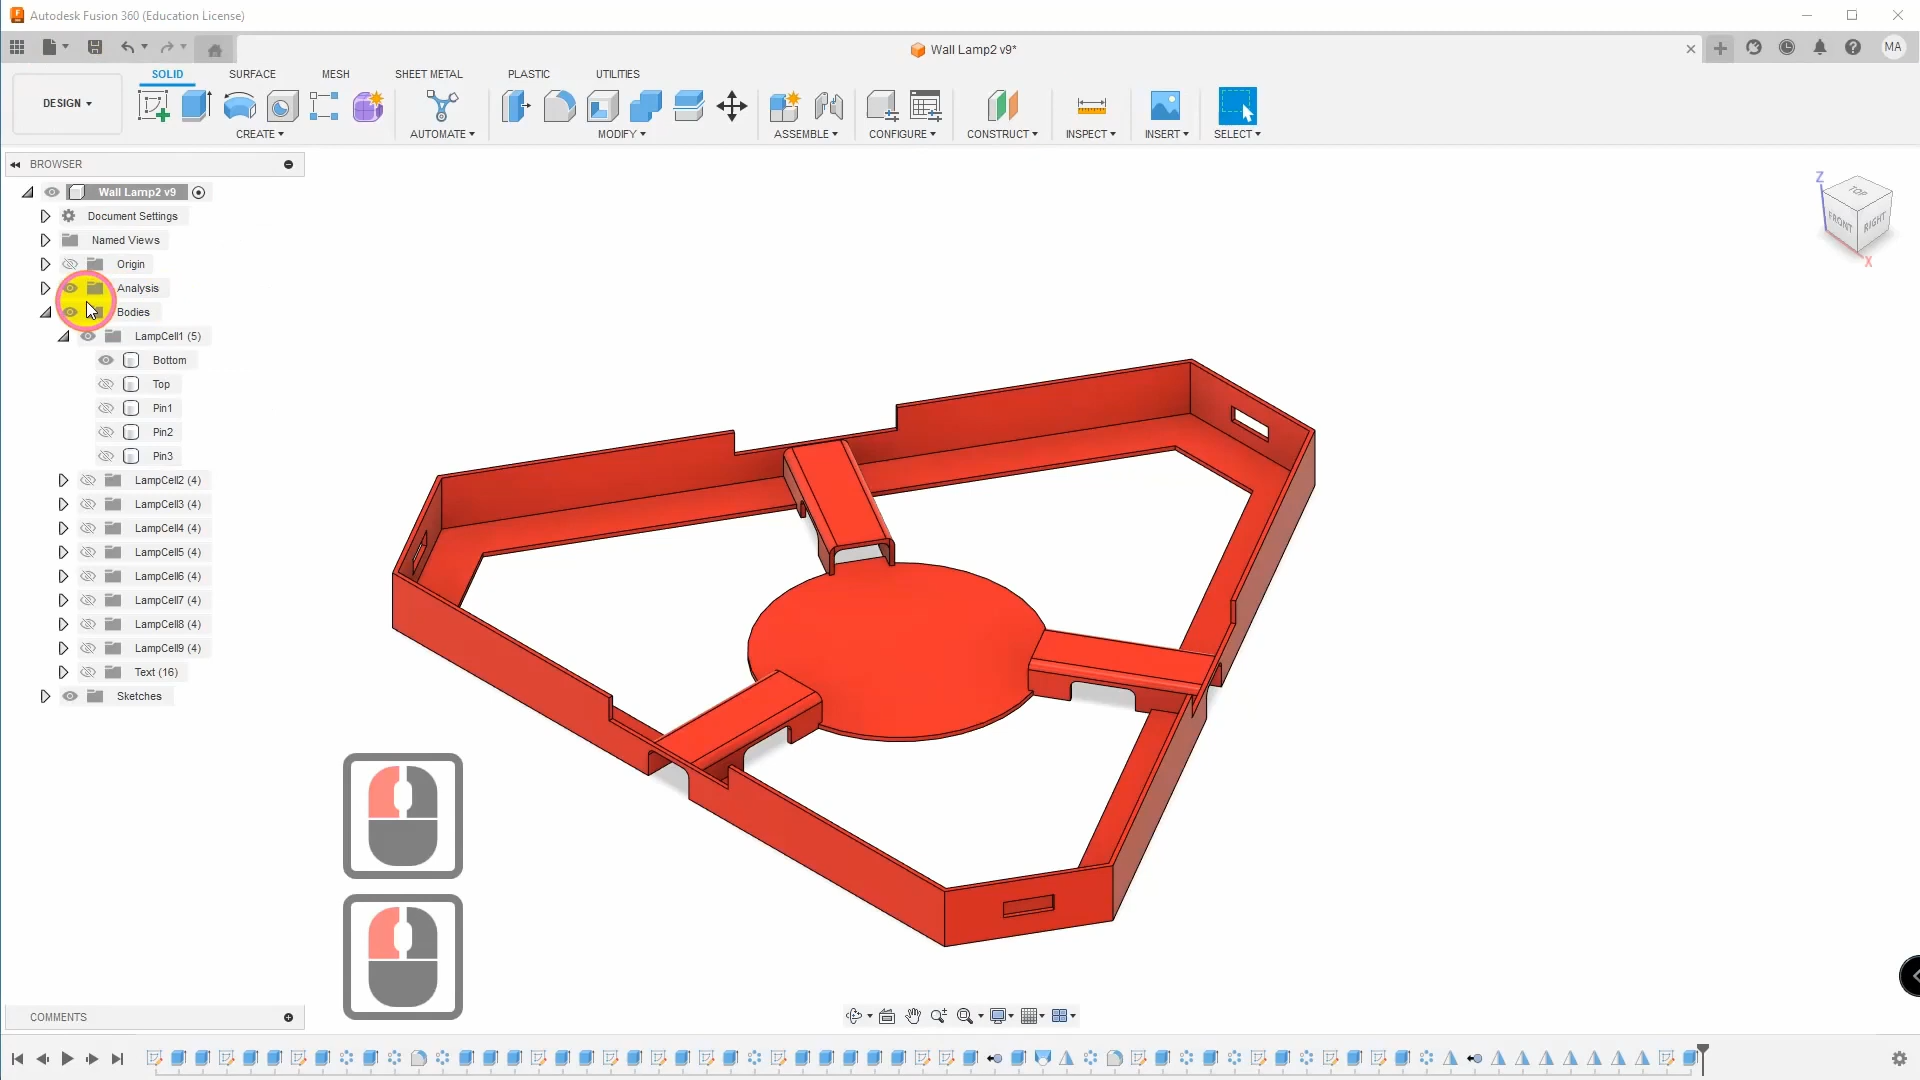 Autodesk Fusion 360 (Education License)
Wall Lamp2 v9*
MA
DESIGN
SOLID SURFACE MESH SHEET METAL PLASTIC UTILITIES
CREATE AUTOMATE MODIFY ASSEMBLE CONFIGURE CONSTRUCT INSPECT INSERT SELECT
BROWSER
Wall Lamp2 v9
Document Settings
Named Views
Origin
Analysis
Bodies
LampCell1 (5)
Bottom
Top
Pin1
Pin2
Pin3
LampCell2 (4)
LampCell3 (4)
LampCell4 (4)
LampCell5 (4)
LampCell6 (4)
LampCell7 (4)
LampCell8 (4)
LampCell9 (4)
Text (16)
Sketches
Z
TOP
FRONT
RIGHT
X
COMMENTS